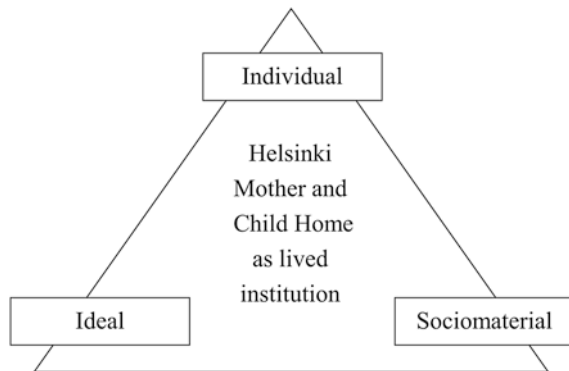 Individual
Helsinki
Mother and
Child Home
as lived
institution
Ideal
Sociomaterial